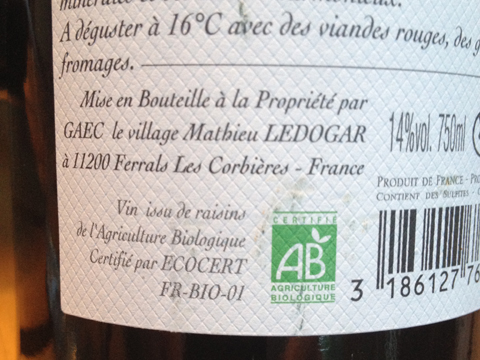 A déguster à 16°C avec des viandes rouges, des
fromages.
Mise en Bouteille à la Propriété par
GAEC le village Mathieu LEDOGAR
à 11200 Ferrals Les Corbières - France
14%vol. 750ml
PRODUIT DE FRANCE -
CONTIENT DES SULFITES -
Vin issu de raisins
de l'Agriculture Biologique
Certifié par ECOCERT
FR-BIO-01
CERTIFIÉ
AB
AGRICULTURE
BIOLOGIQUE
3 186127 76